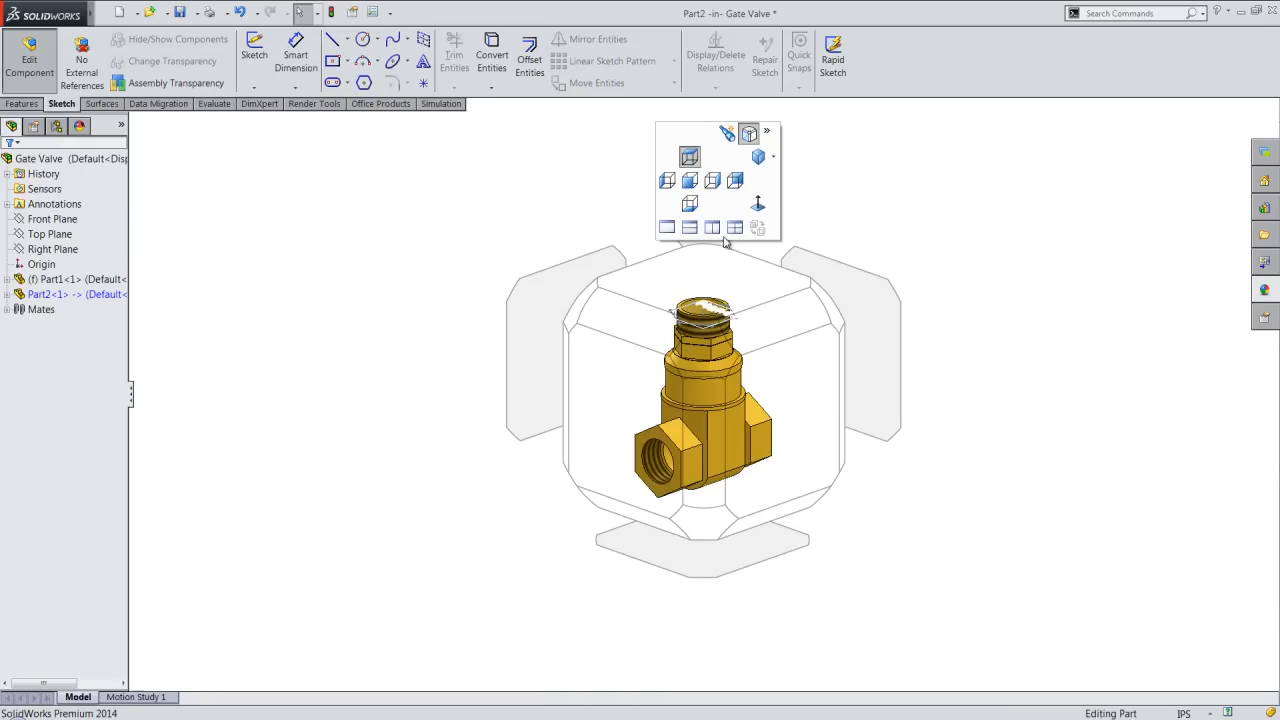 SOLIDWORKS
Part2 -in- Gate Valve *
Search Commands
Edit Component
No External References
Hide/Show Components
Change Transparency
Assembly Transparency
Sketch
Smart Dimension
Trim Entities
Convert Entities
Offset Entities
Mirror Entities
Linear Sketch Pattern
Move Entities
Display/Delete Relations
Repair Sketch
Quick Snaps
Rapid Sketch
Features
Sketch
Surfaces
Data Migration
Evaluate
DimXpert
Render Tools
Office Products
Simulation
Gate Valve (Default<Disp
History
Sensors
Annotations
Front Plane
Top Plane
Right Plane
Origin
(f) Part1<1> (Default<
Part2<1> -> (Default<
Mates
Model
Motion Study 1
SolidWorks Premium 2014
Editing Part
IPS